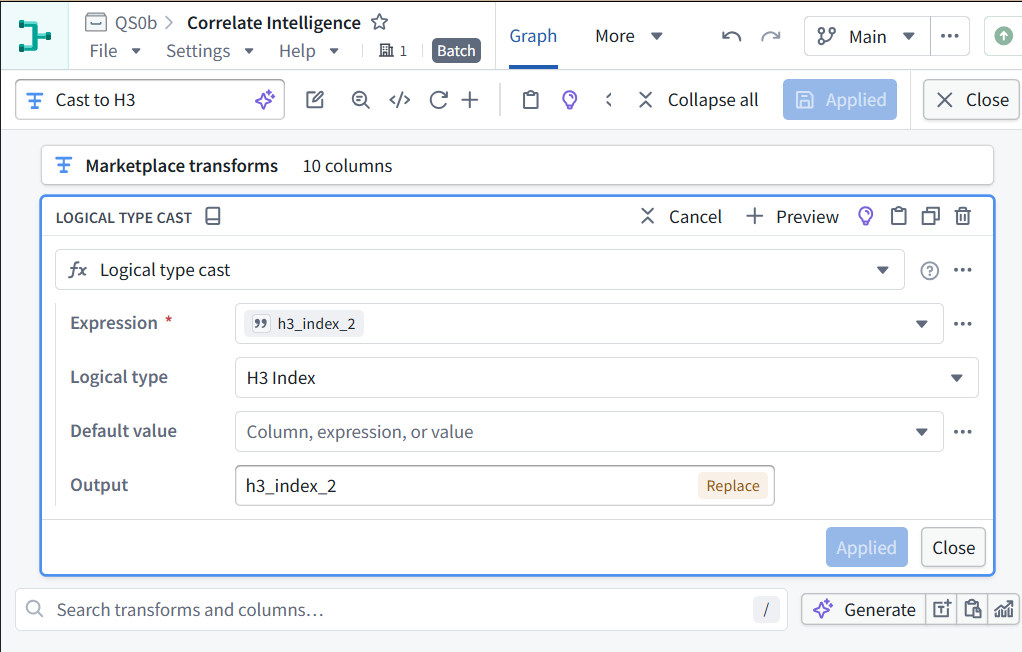 QS0b > Correlate Intelligence
File Settings Help 1 Batch
Graph More Main ...
Cast to H3 Collapse all Applied Close
Marketplace transforms 10 columns
LOGICAL TYPE CAST Cancel Preview
fx Logical type cast
Expression * h3_index_2
Logical type H3 Index
Default value Column, expression, or value
Output h3_index_2 Replace
Applied Close
Search transforms and columns... / Generate